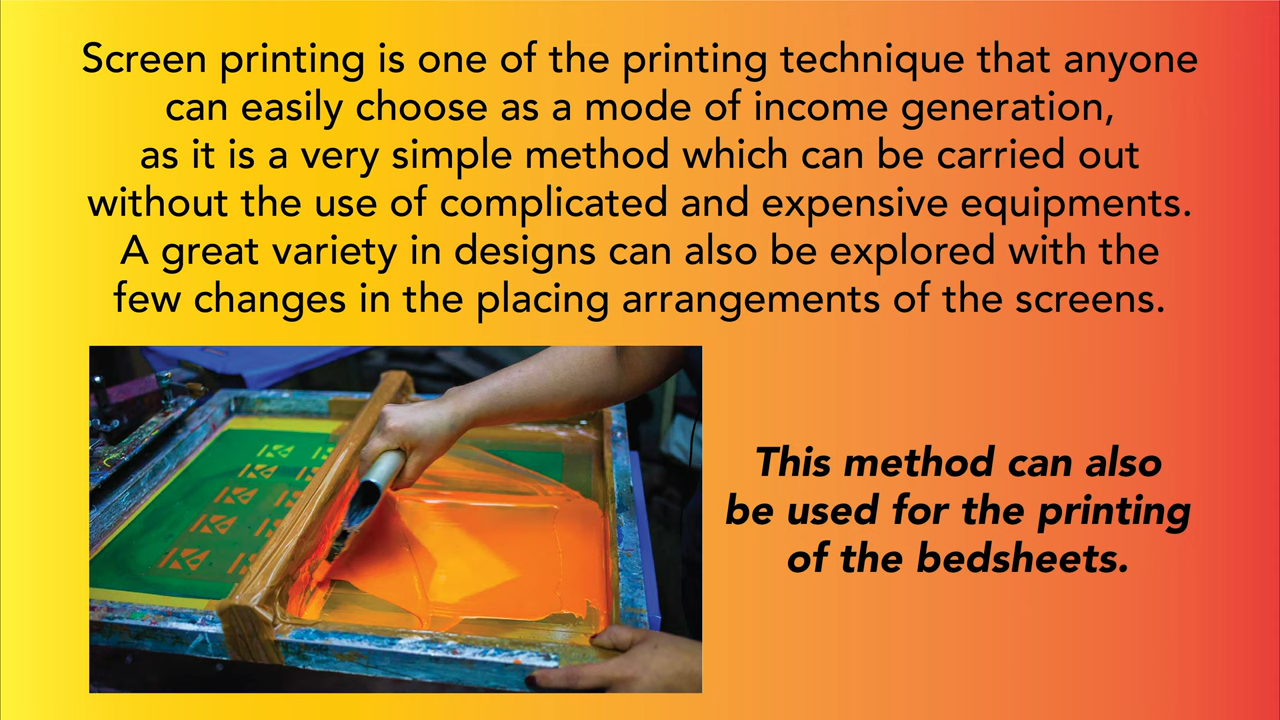 Screen printing is one of the printing technique that anyone
can easily choose as a mode of income generation,
as it is a very simple method which can be carried out
without the use of complicated and expensive equipments.
A great variety in designs can also be explored with the
few changes in the placing arrangements of the screens.
This method can also
be used for the printing
of the bedsheets.